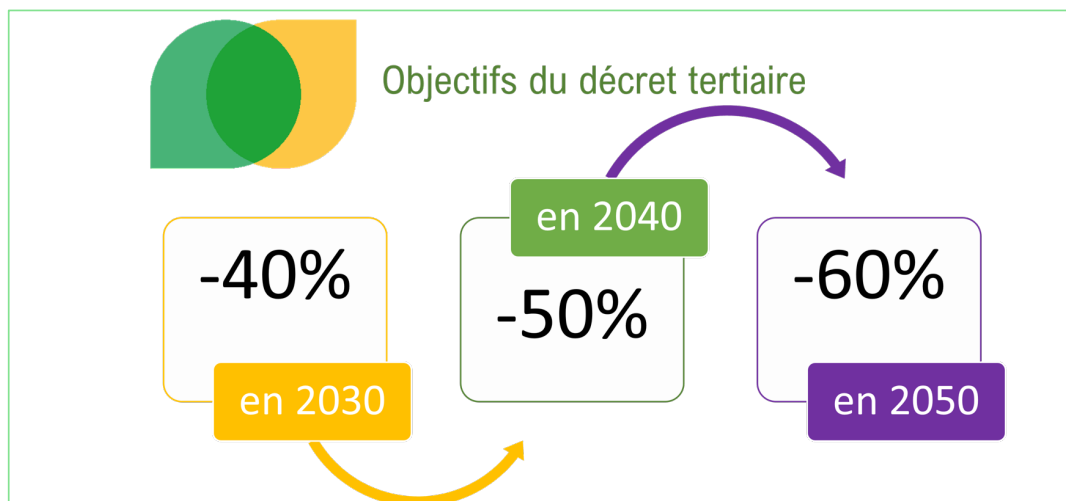 Objectifs du décret tertiaire
-40%
en 2030
en 2040
-50%
-60%
en 2050